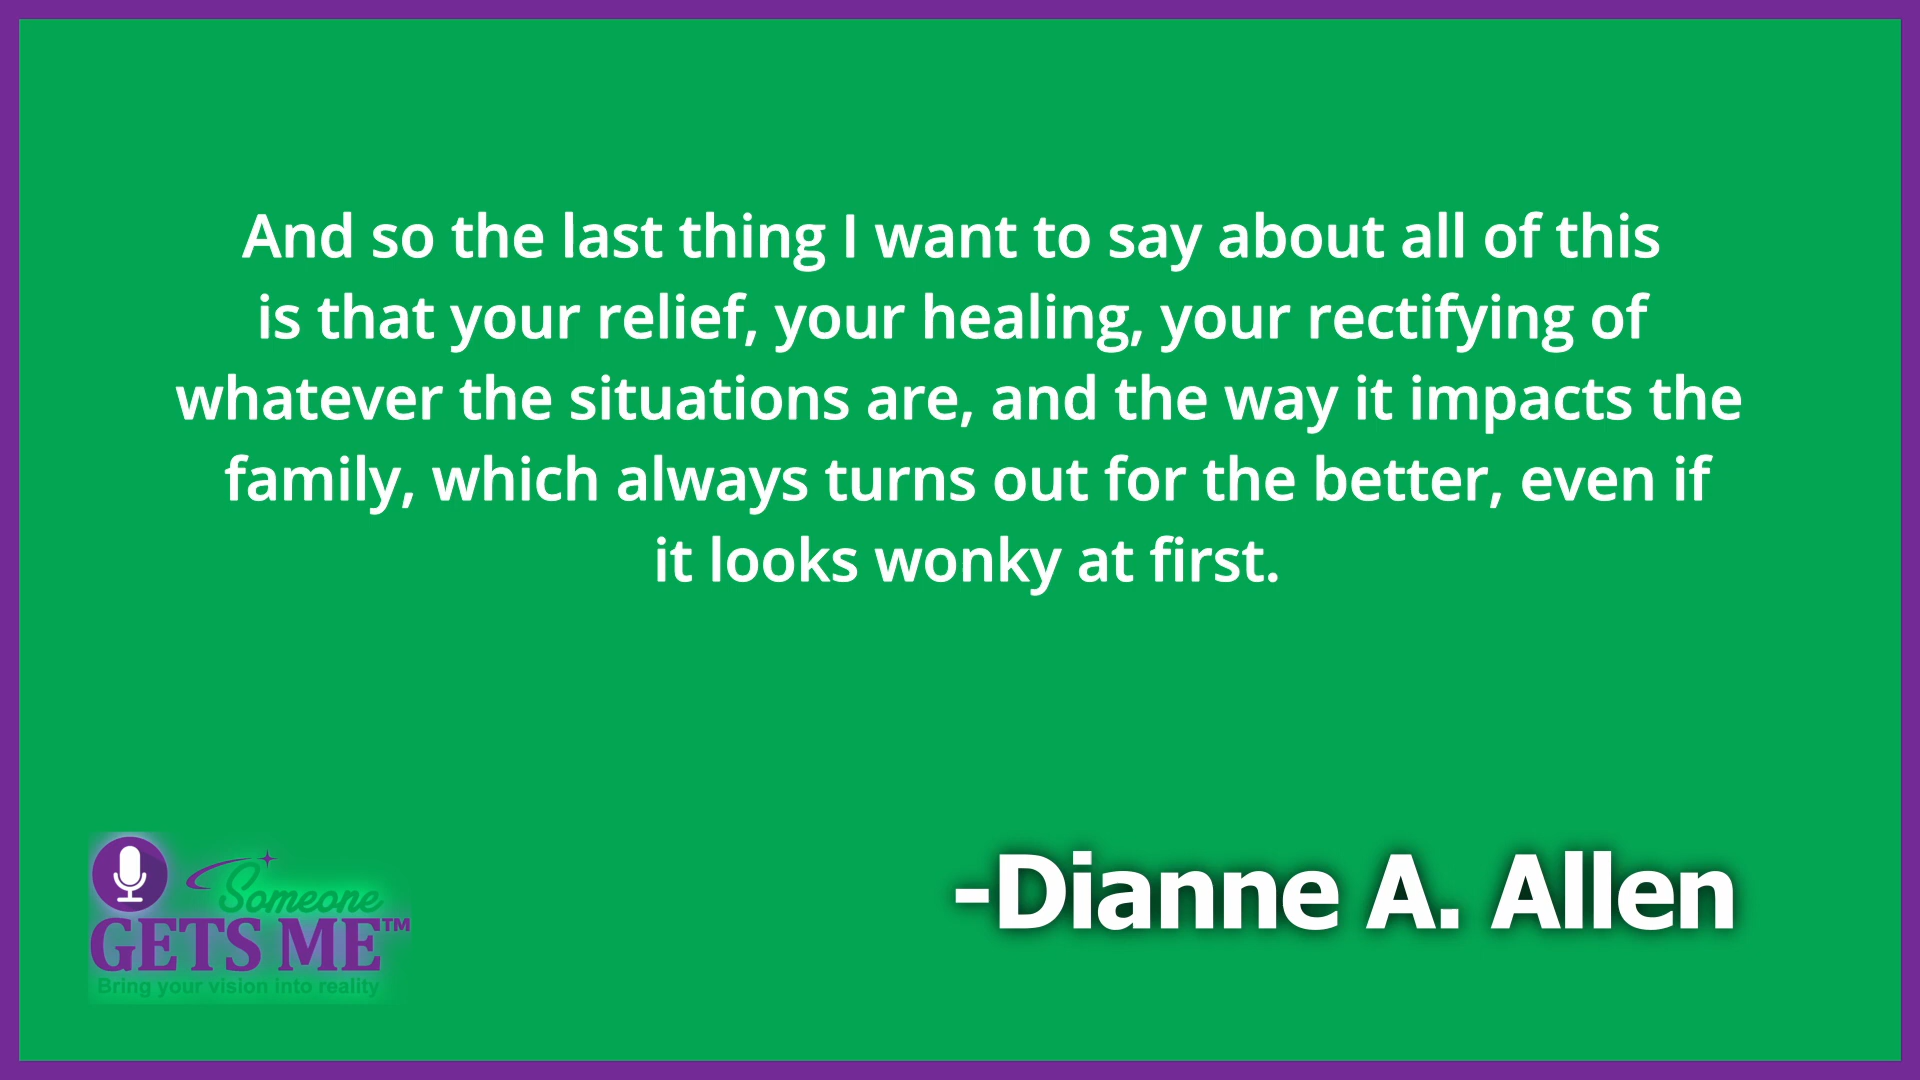 And so the last thing I want to say about all of this
is that your relief, your healing, your rectifying of
whatever the situations are, and the way it impacts the
family, which always turns out for the better, even if
it looks wonky at first.
-Dianne A. Allen
Someone
GETS ME™
Bring your vision into reality